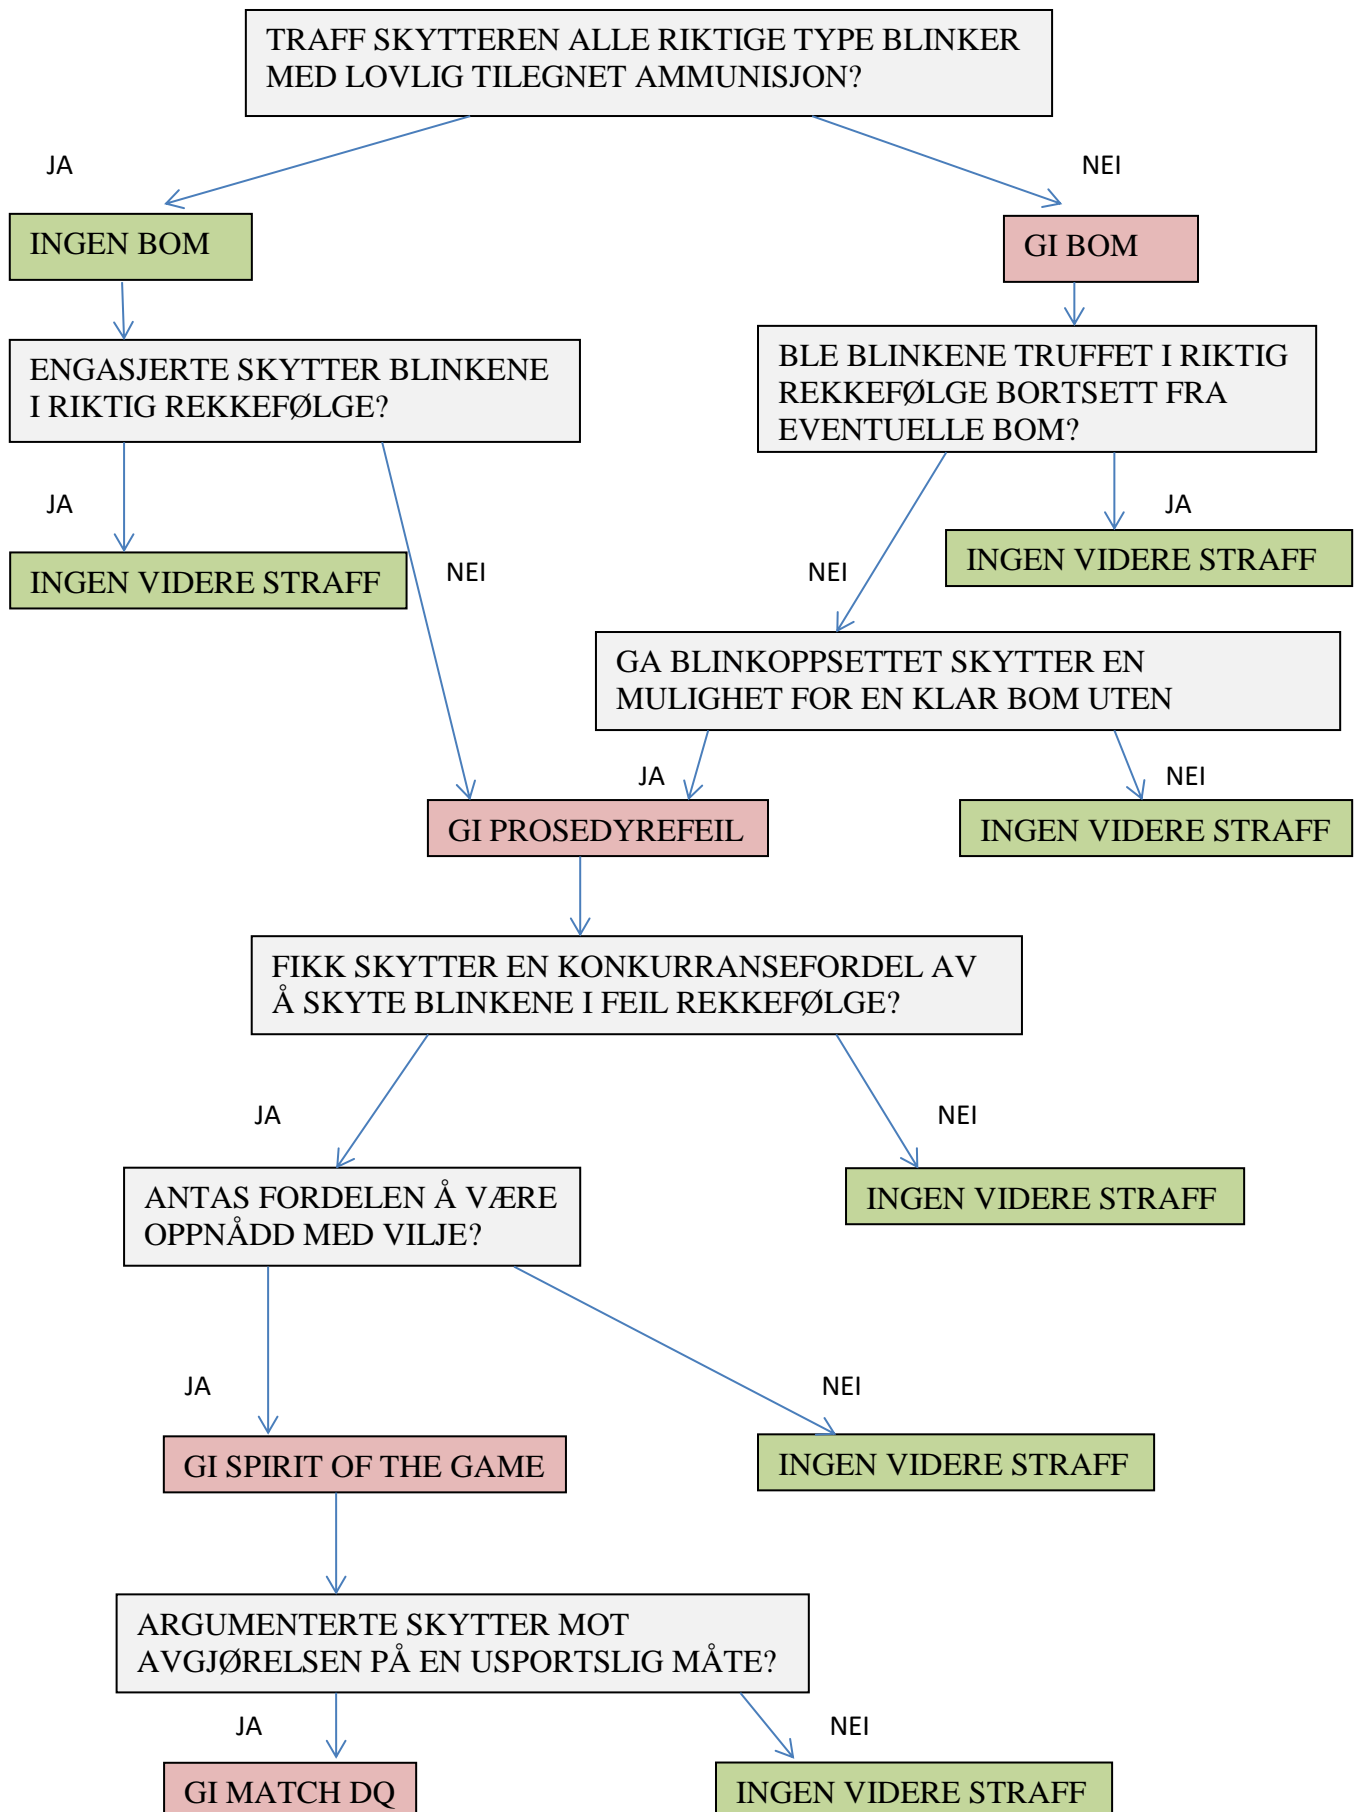 TRAFF SKYTTEREN ALLE RIKTIGE TYPE BLINKER
MED LOVLIG TILEGNET AMMUNISJON?
JA
NEI
INGEN BOM
GI BOM
ENGASJERTE SKYTTER BLINKENE
I RIKTIG REKKEFØLGE?
BLE BLINKENE TRUFFET I RIKTIG
REKKEFØLGE BORTSETT FRA
EVENTUELLE BOM?
JA
JA
INGEN VIDERE STRAFF
NEI
NEI
INGEN VIDERE STRAFF
GA BLINKOPPSETTET SKYTTER EN
MULIGHET FOR EN KLAR BOM UTEN
JA
NEI
GI PROSEDYREFEIL
INGEN VIDERE STRAFF
FIKK SKYTTER EN KONKURRANSEFORDEL AV
Å SKYTE BLINKENE I FEIL REKKEFØLGE?
JA
NEI
ANTAS FORDELEN Å VÆRE
OPPNÅDD MED VILJE?
INGEN VIDERE STRAFF
JA
NEI
GI SPIRIT OF THE GAME
INGEN VIDERE STRAFF
ARGUMENTERTE SKYTTER MOT
AVGJØRELSEN PÅ EN USPORTSLIG MÅTE?
JA
NEI
GI MATCH DQ
INGEN VIDERE STRAFF